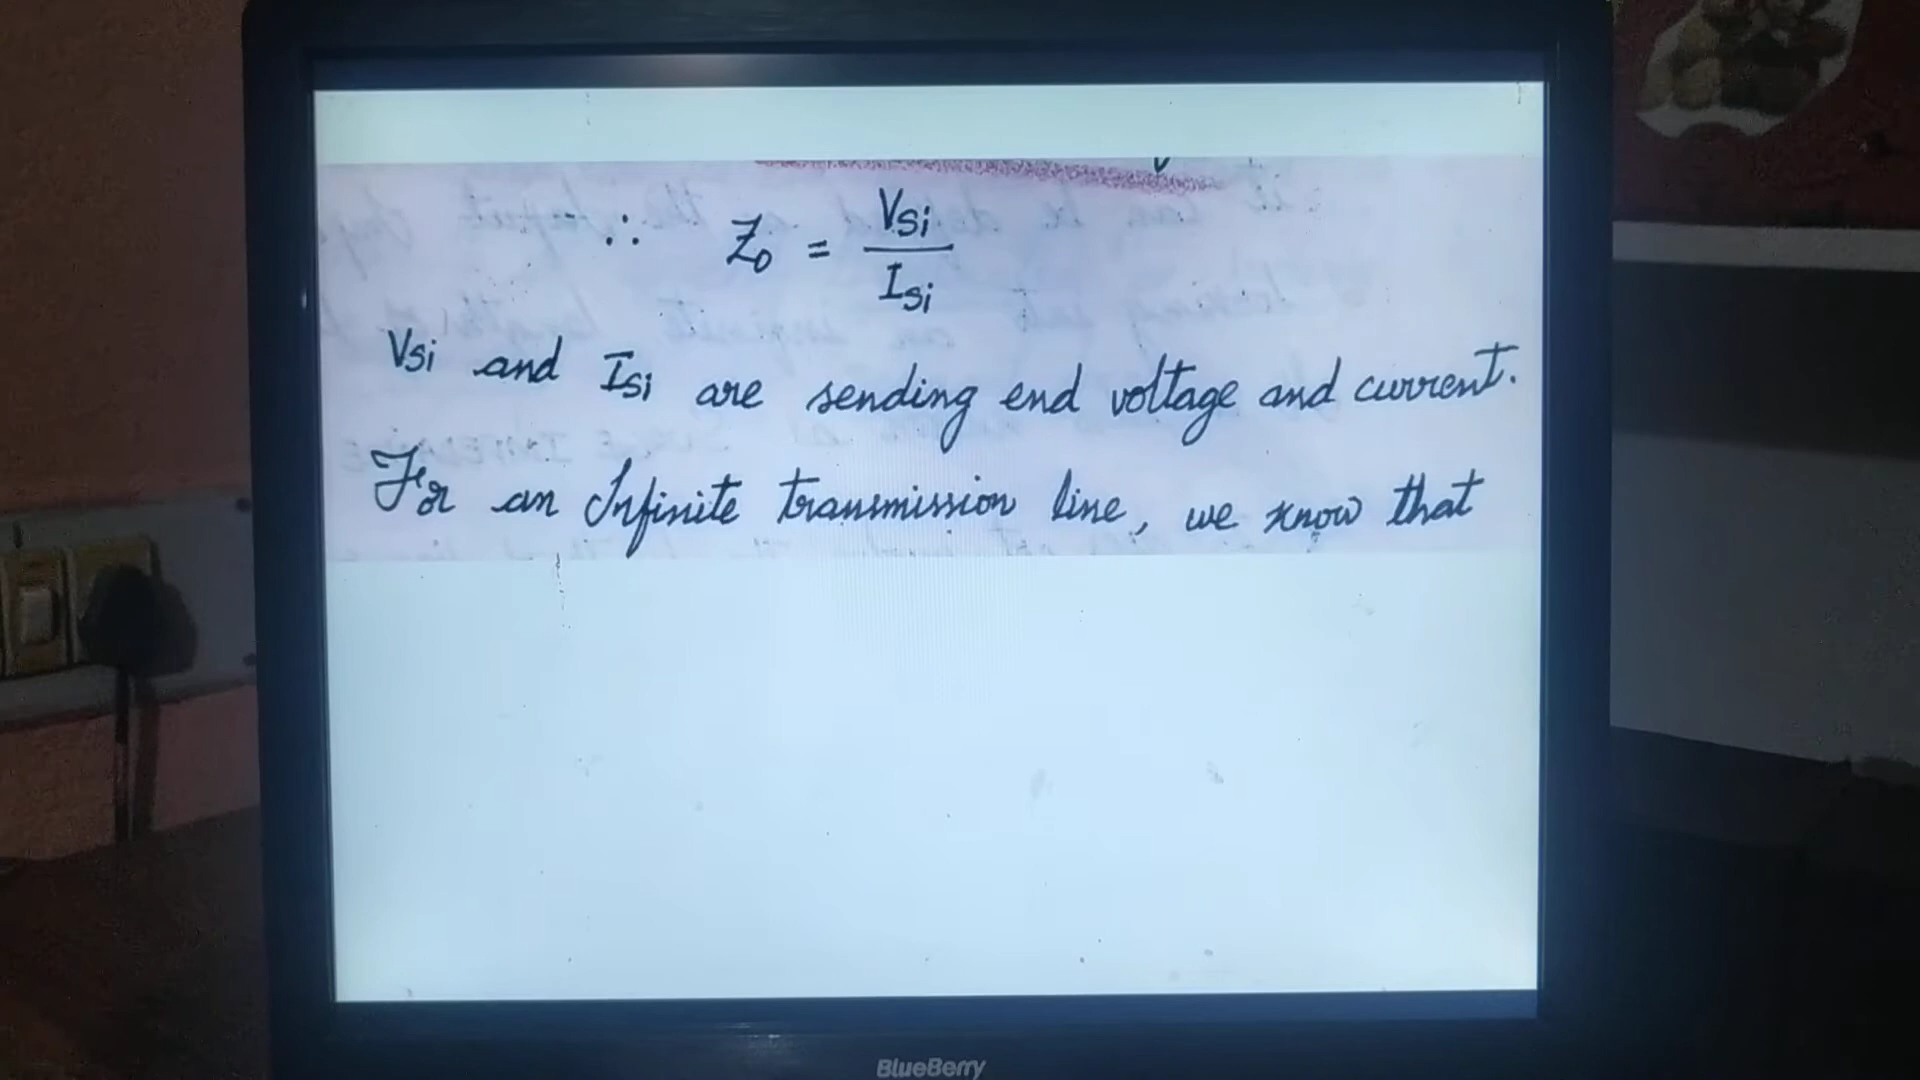 ∴ Z₀ = Vsi / Isi
Vsi and Isi are sending end voltage and current.
For an Infinite transmission line, we know that
BlueBerry